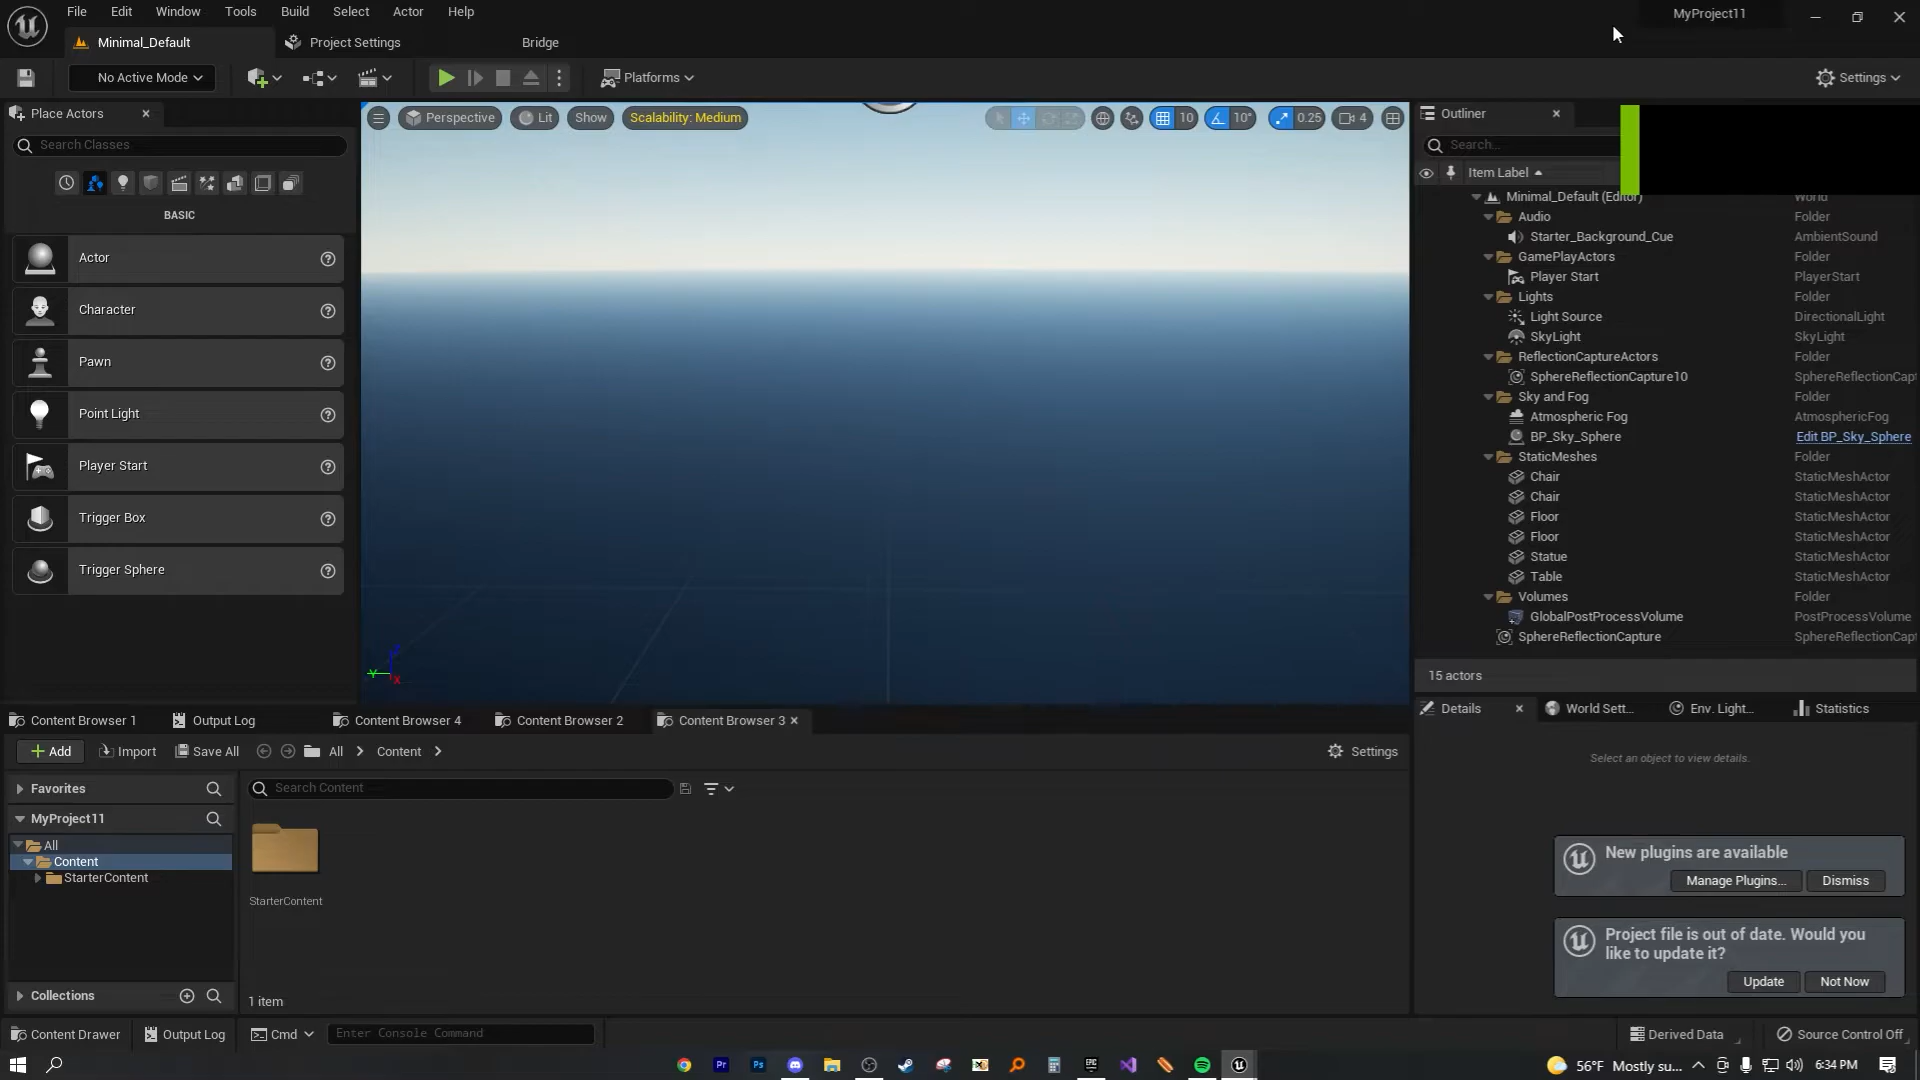 File Edit Window Tools Build Select Actor Help
MyProject11
Minimal_Default
Project Settings
Bridge
No Active Mode
Platforms
Settings
Place Actors
Search Classes
BASIC
Actor
Character
Pawn
Point Light
Player Start
Trigger Box
Trigger Sphere
Perspective
Lit
Show
Scalability: Medium
10
10°
0.25
4
Outliner
Search...
Item Label
Minimal_Default (Editor) World
Audio Folder
Starter_Background_Cue AmbientSound
GamePlayActors Folder
Player Start PlayerStart
Lights Folder
Light Source DirectionalLight
SkyLight SkyLight
ReflectionCaptureActors Folder
SphereReflectionCapture10 SphereReflectionCapt
Sky and Fog Folder
Atmospheric Fog AtmosphericFog
BP_Sky_Sphere Edit BP_Sky_Sphere
StaticMeshes Folder
Chair StaticMeshActor
Chair StaticMeshActor
Floor StaticMeshActor
Floor StaticMeshActor
Statue StaticMeshActor
Table StaticMeshActor
Volumes Folder
GlobalPostProcessVolume PostProcessVolume
SphereReflectionCapture SphereReflectionCapt
15 actors
Z
Y
X
Content Browser 1
Output Log
Content Browser 4
Content Browser 2
Content Browser 3
Add
Import
Save All
All
Content
Settings
Favorites
MyProject11
All
Content
StarterContent
Collections
Search Content
StarterContent
1 item
Details
World Sett...
Env. Light...
Statistics
Select an object to view details.
New plugins are available
Manage Plugins... Dismiss
Project file is out of date. Would you
like to update it?
Update Not Now
Content Drawer
Output Log
Cmd
Enter Console Command
Derived Data
Source Control Off
Pr
Ps
EPIC
56°F Mostly su...
6:34 PM